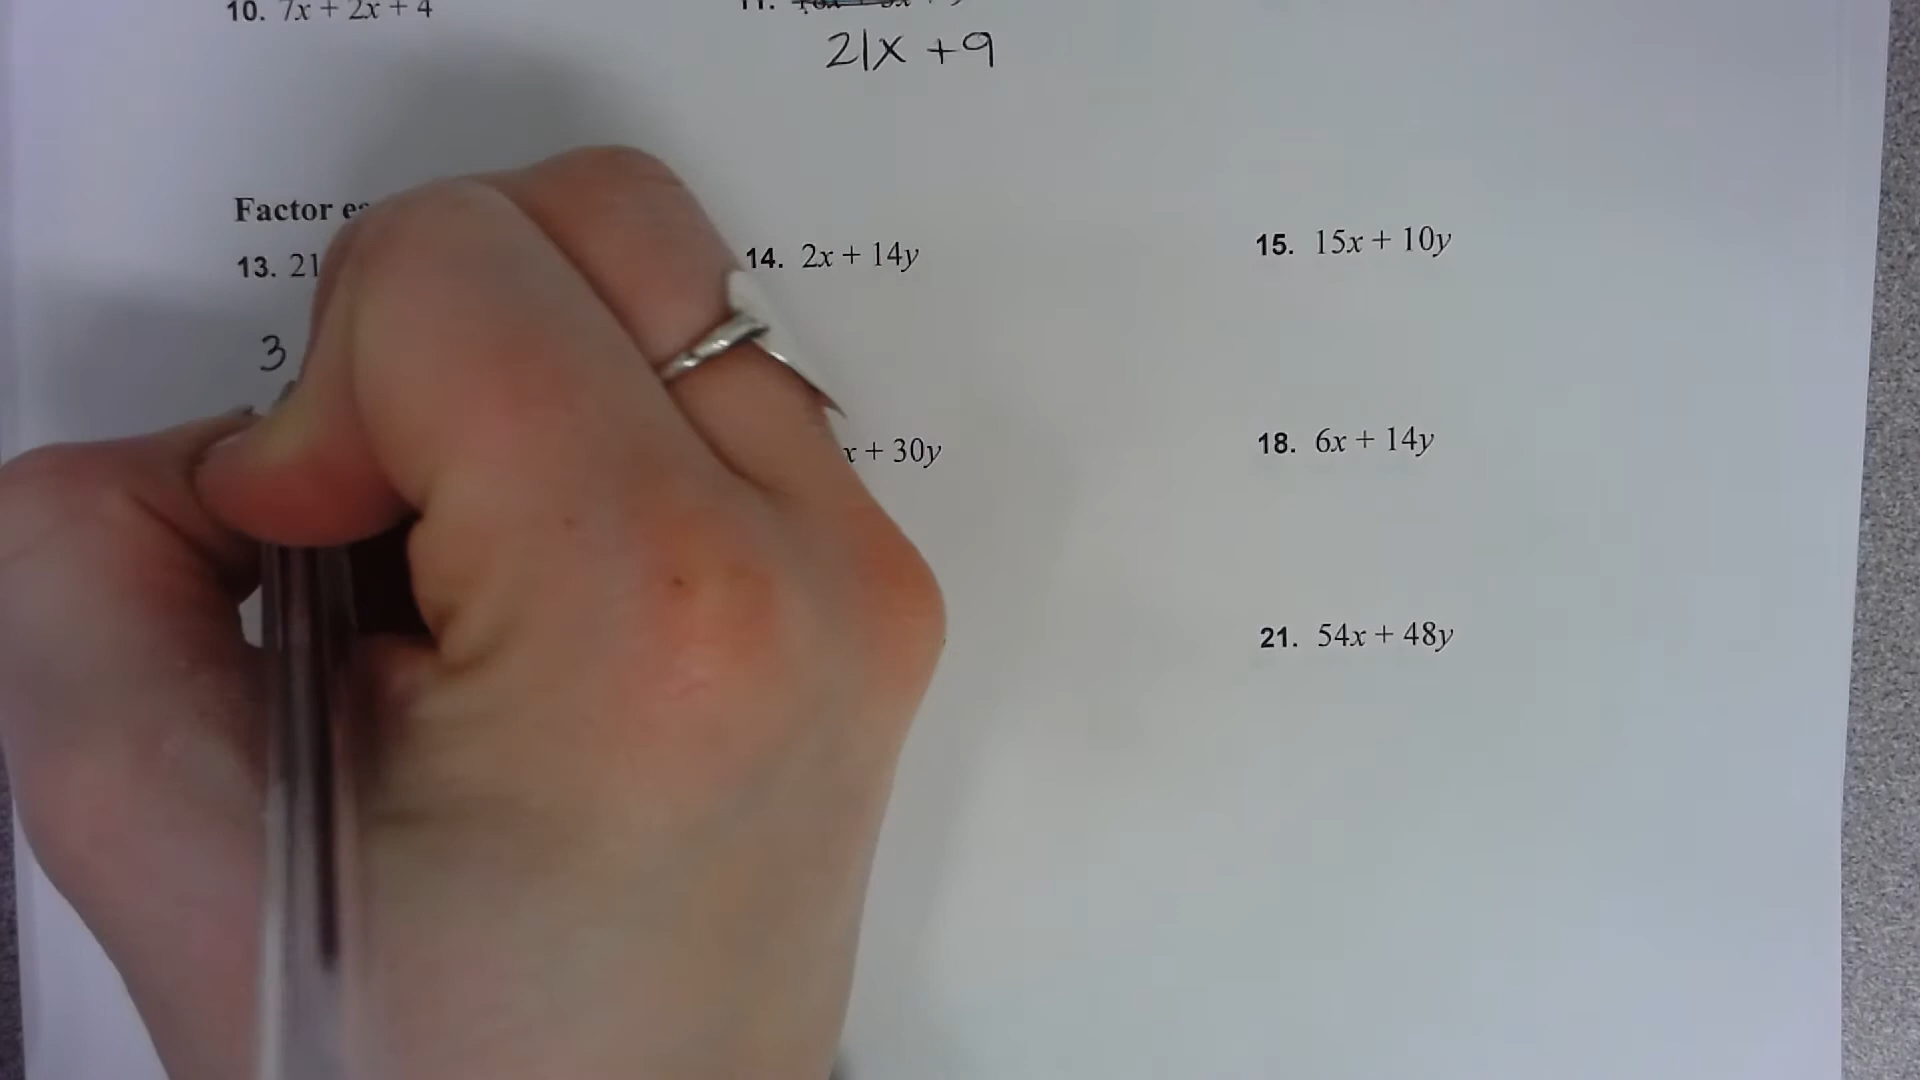 10. 7x + 2x + 4
11.
21x + 9
Factor
13. 21
14. 2x + 14y
15. 15x + 10y
3
x + 30y
18. 6x + 14y
21. 54x + 48y